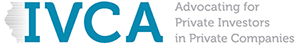 IVCA
Advocating for
Private Investors
in Private Companies